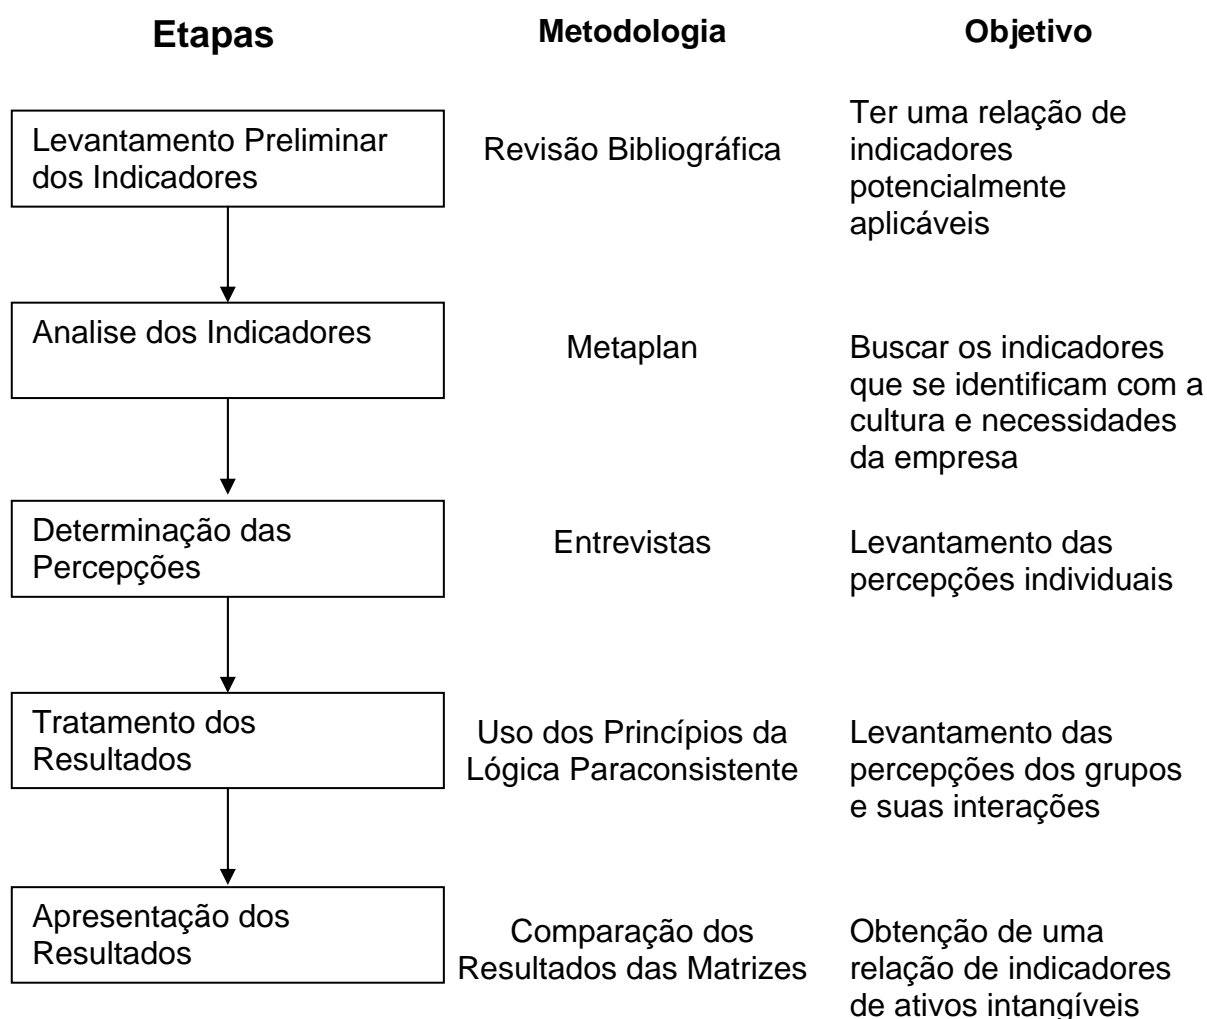 Etapas
Metodologia
Objetivo
Levantamento Preliminar
dos Indicadores
Revisão Bibliográfica
Ter uma relação de
indicadores
potencialmente
aplicáveis
Analise dos Indicadores
Metaplan
Buscar os indicadores
que se identificam com a
cultura e necessidades
da empresa
Determinação das
Percepções
Entrevistas
Levantamento das
percepções individuais
Tratamento dos
Resultados
Uso dos Princípios da
Lógica Paraconsistente
Levantamento das
percepções dos grupos
e suas interações
Apresentação dos
Resultados
Comparação dos
Resultados das Matrizes
Obtenção de uma
relação de indicadores
de ativos intangíveis